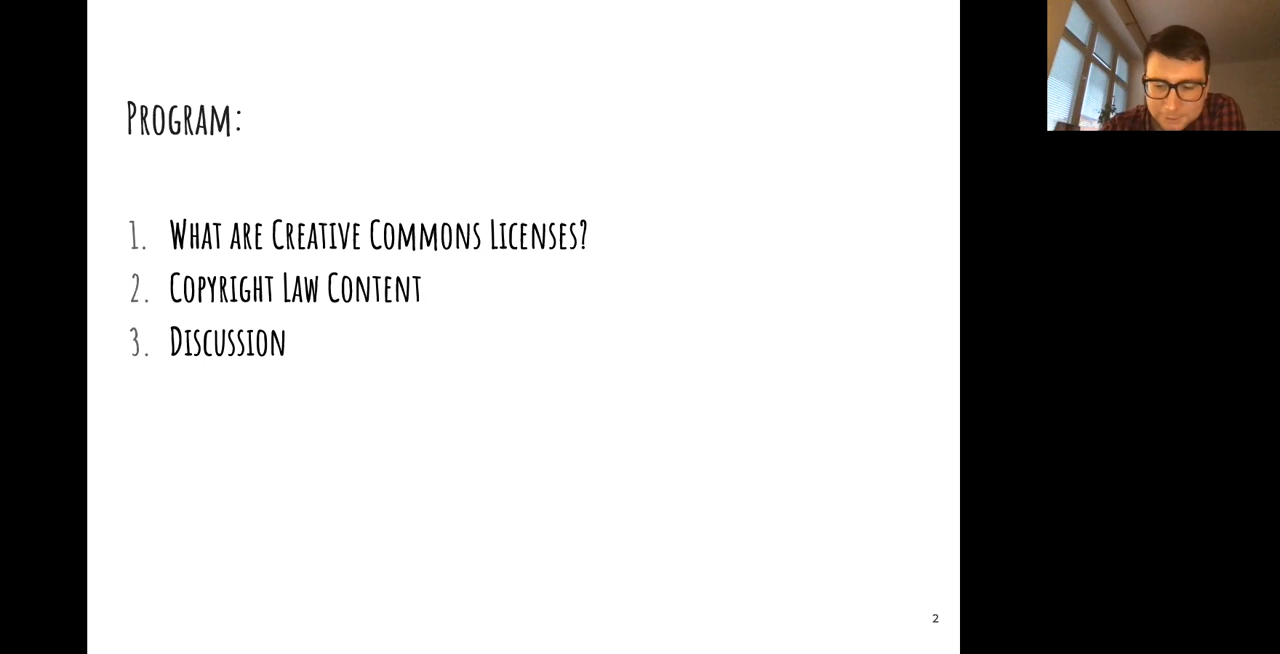 Program:
1. What are Creative Commons Licenses?
2. Copyright Law Content
3. Discussion
2